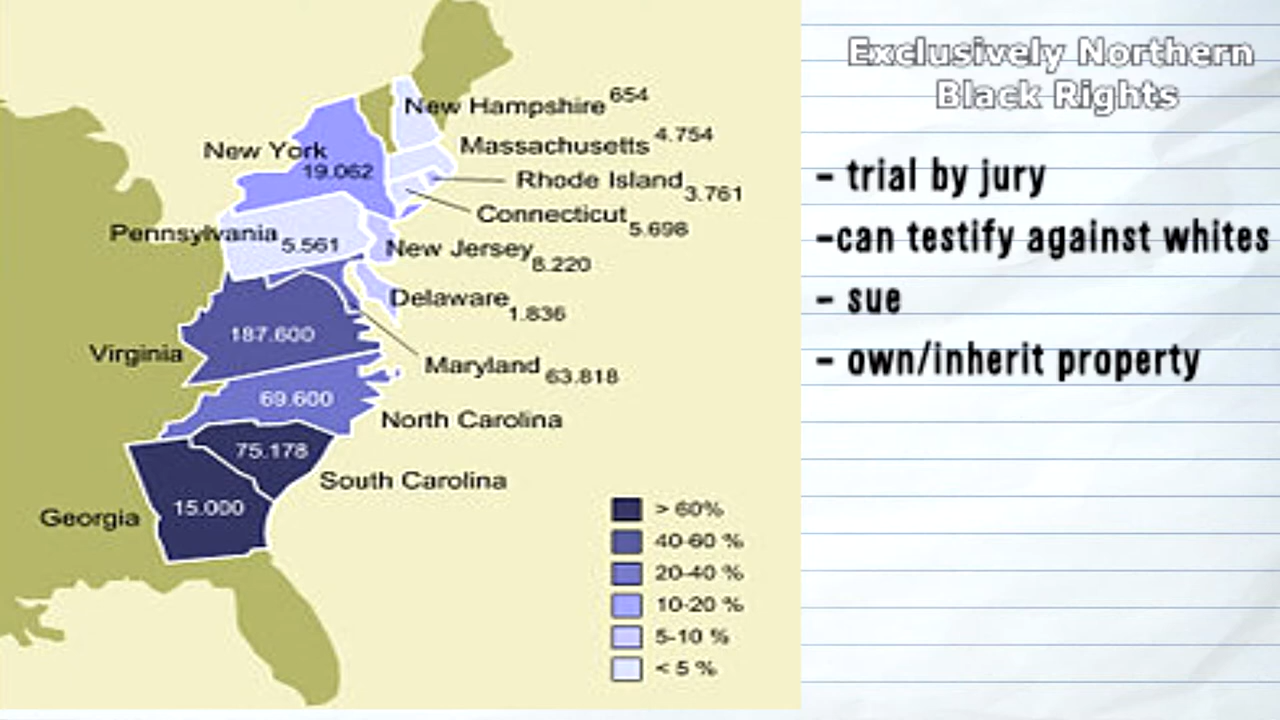 New Hampshire 654
Massachusetts 4.754
New York
19.062
Rhode Island 3.761
Connecticut 5.698
Pennsylvania 5.561
New Jersey 8.220
Delaware 1.836
187.600
Virginia
Maryland 63.818
69.600
North Carolina
75.178
South Carolina
15.000
Georgia
> 60%
40-60 %
20-40 %
10-20 %
5-10 %
< 5 %
Exclusively Northern
Black Rights
- trial by jury
-can testify against whites
- sue
- own/inherit property